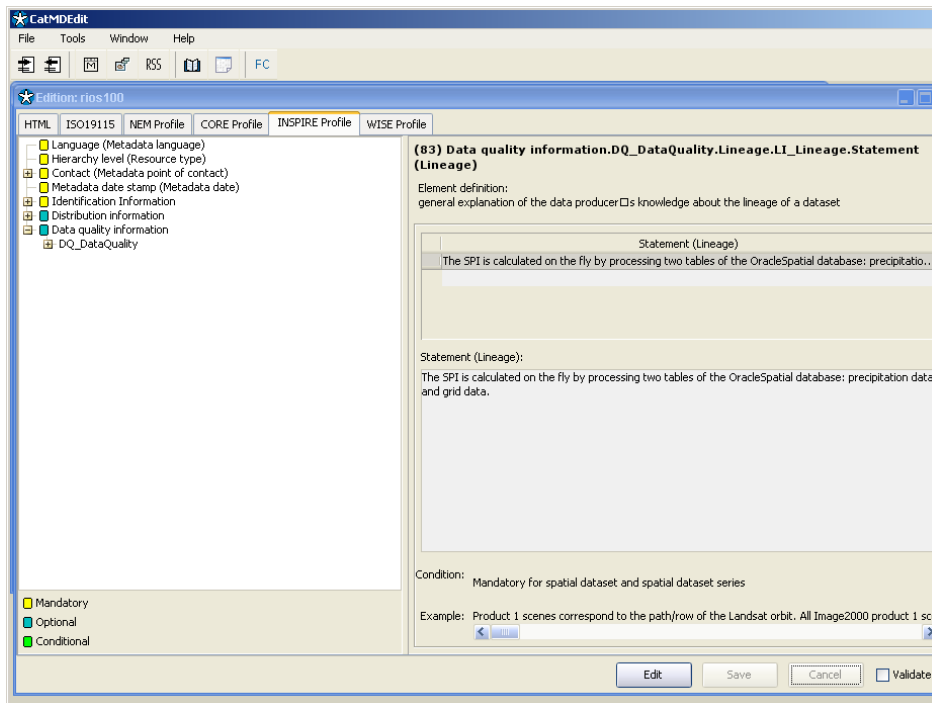 CatMDEdit
File Tools Window Help
RSS FC
Edition: rios100
HTML ISO19115 NEM Profile CORE Profile INSPIRE Profile WISE Profile
Language (Metadata language)
Hierarchy level (Resource type)
Contact (Metadata point of contact)
Metadata date stamp (Metadata date)
Identification Information
Distribution information
Data quality information
DQ_DataQuality
Mandatory
Optional
Conditional
(83) Data quality information.DQ_DataQuality.Lineage.LI_Lineage.Statement
(Lineage)
Element definition:
general explanation of the data producer□s knowledge about the lineage of a dataset
Statement (Lineage)
The SPI is calculated on the fly by processing two tables of the OracleSpatial database: precipitatio...
Statement (Lineage):
The SPI is calculated on the fly by processing two tables of the OracleSpatial database: precipitation data
and grid data.
Condition: Mandatory for spatial dataset and spatial dataset series
Example: Product 1 scenes correspond to the path/row of the Landsat orbit. All Image2000 product 1 sc
Edit Save Cancel Validate